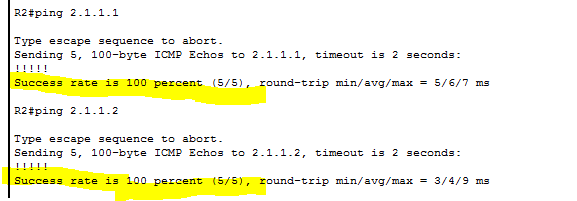 R2#ping 2.1.1.1
Type escape sequence to abort.
Sending 5, 100-byte ICMP Echos to 2.1.1.1, timeout is 2 seconds:
!!!!!
Success rate is 100 percent (5/5), round-trip min/avg/max = 5/6/7 ms
R2#ping 2.1.1.2
Type escape sequence to abort.
Sending 5, 100-byte ICMP Echos to 2.1.1.2, timeout is 2 seconds:
!!!!!
Success rate is 100 percent (5/5), round-trip min/avg/max = 3/4/9 ms